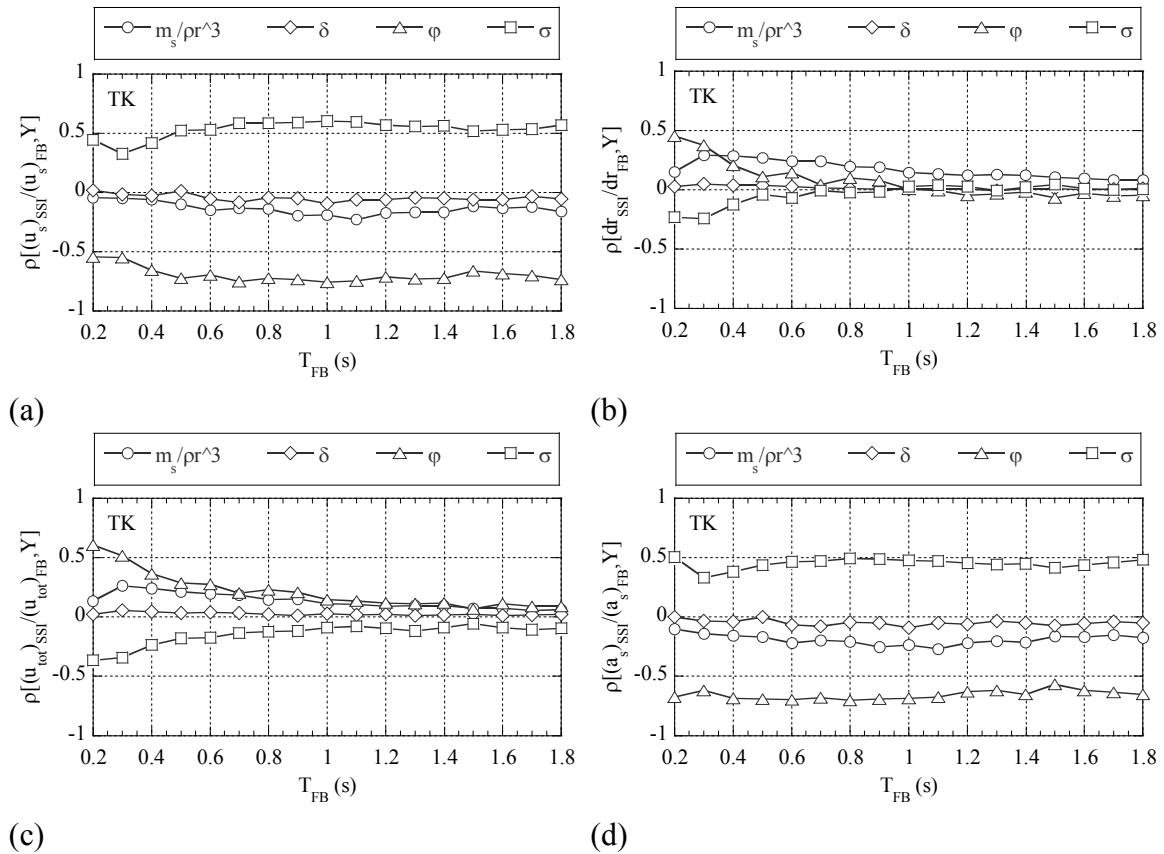 m_s/ρr^3 δ φ σ
m_s/ρr^3 δ φ σ
1
0.5
0
-0.5
-1
TK
ρ[(u_s)_SSI/(u_s)_FB,Y]
0.2 0.4 0.6 0.8 1 1.2 1.4 1.6 1.8
T_FB (s)
(a)
1
0.5
0
-0.5
-1
TK
ρ[dr_SSI/dr_FB,Y]
0.2 0.4 0.6 0.8 1 1.2 1.4 1.6 1.8
T_FB (s)
(b)
m_s/ρr^3 δ φ σ
m_s/ρr^3 δ φ σ
1
0.5
0
-0.5
-1
TK
ρ[(u_tot)_SSI/(u_tot)_FB,Y]
0.2 0.4 0.6 0.8 1 1.2 1.4 1.6 1.8
T_FB (s)
(c)
1
0.5
0
-0.5
-1
TK
ρ[(a_s)_SSI/(a_s)_FB,Y]
0.2 0.4 0.6 0.8 1 1.2 1.4 1.6 1.8
T_FB (s)
(d)